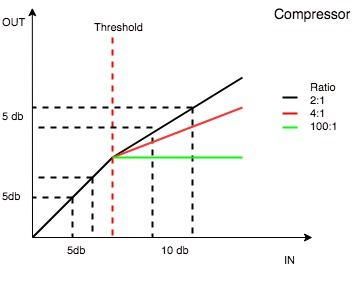 Compressor
OUT
Threshold
Ratio
2:1
4:1
100:1
5 db
5db
5db
10 db
IN